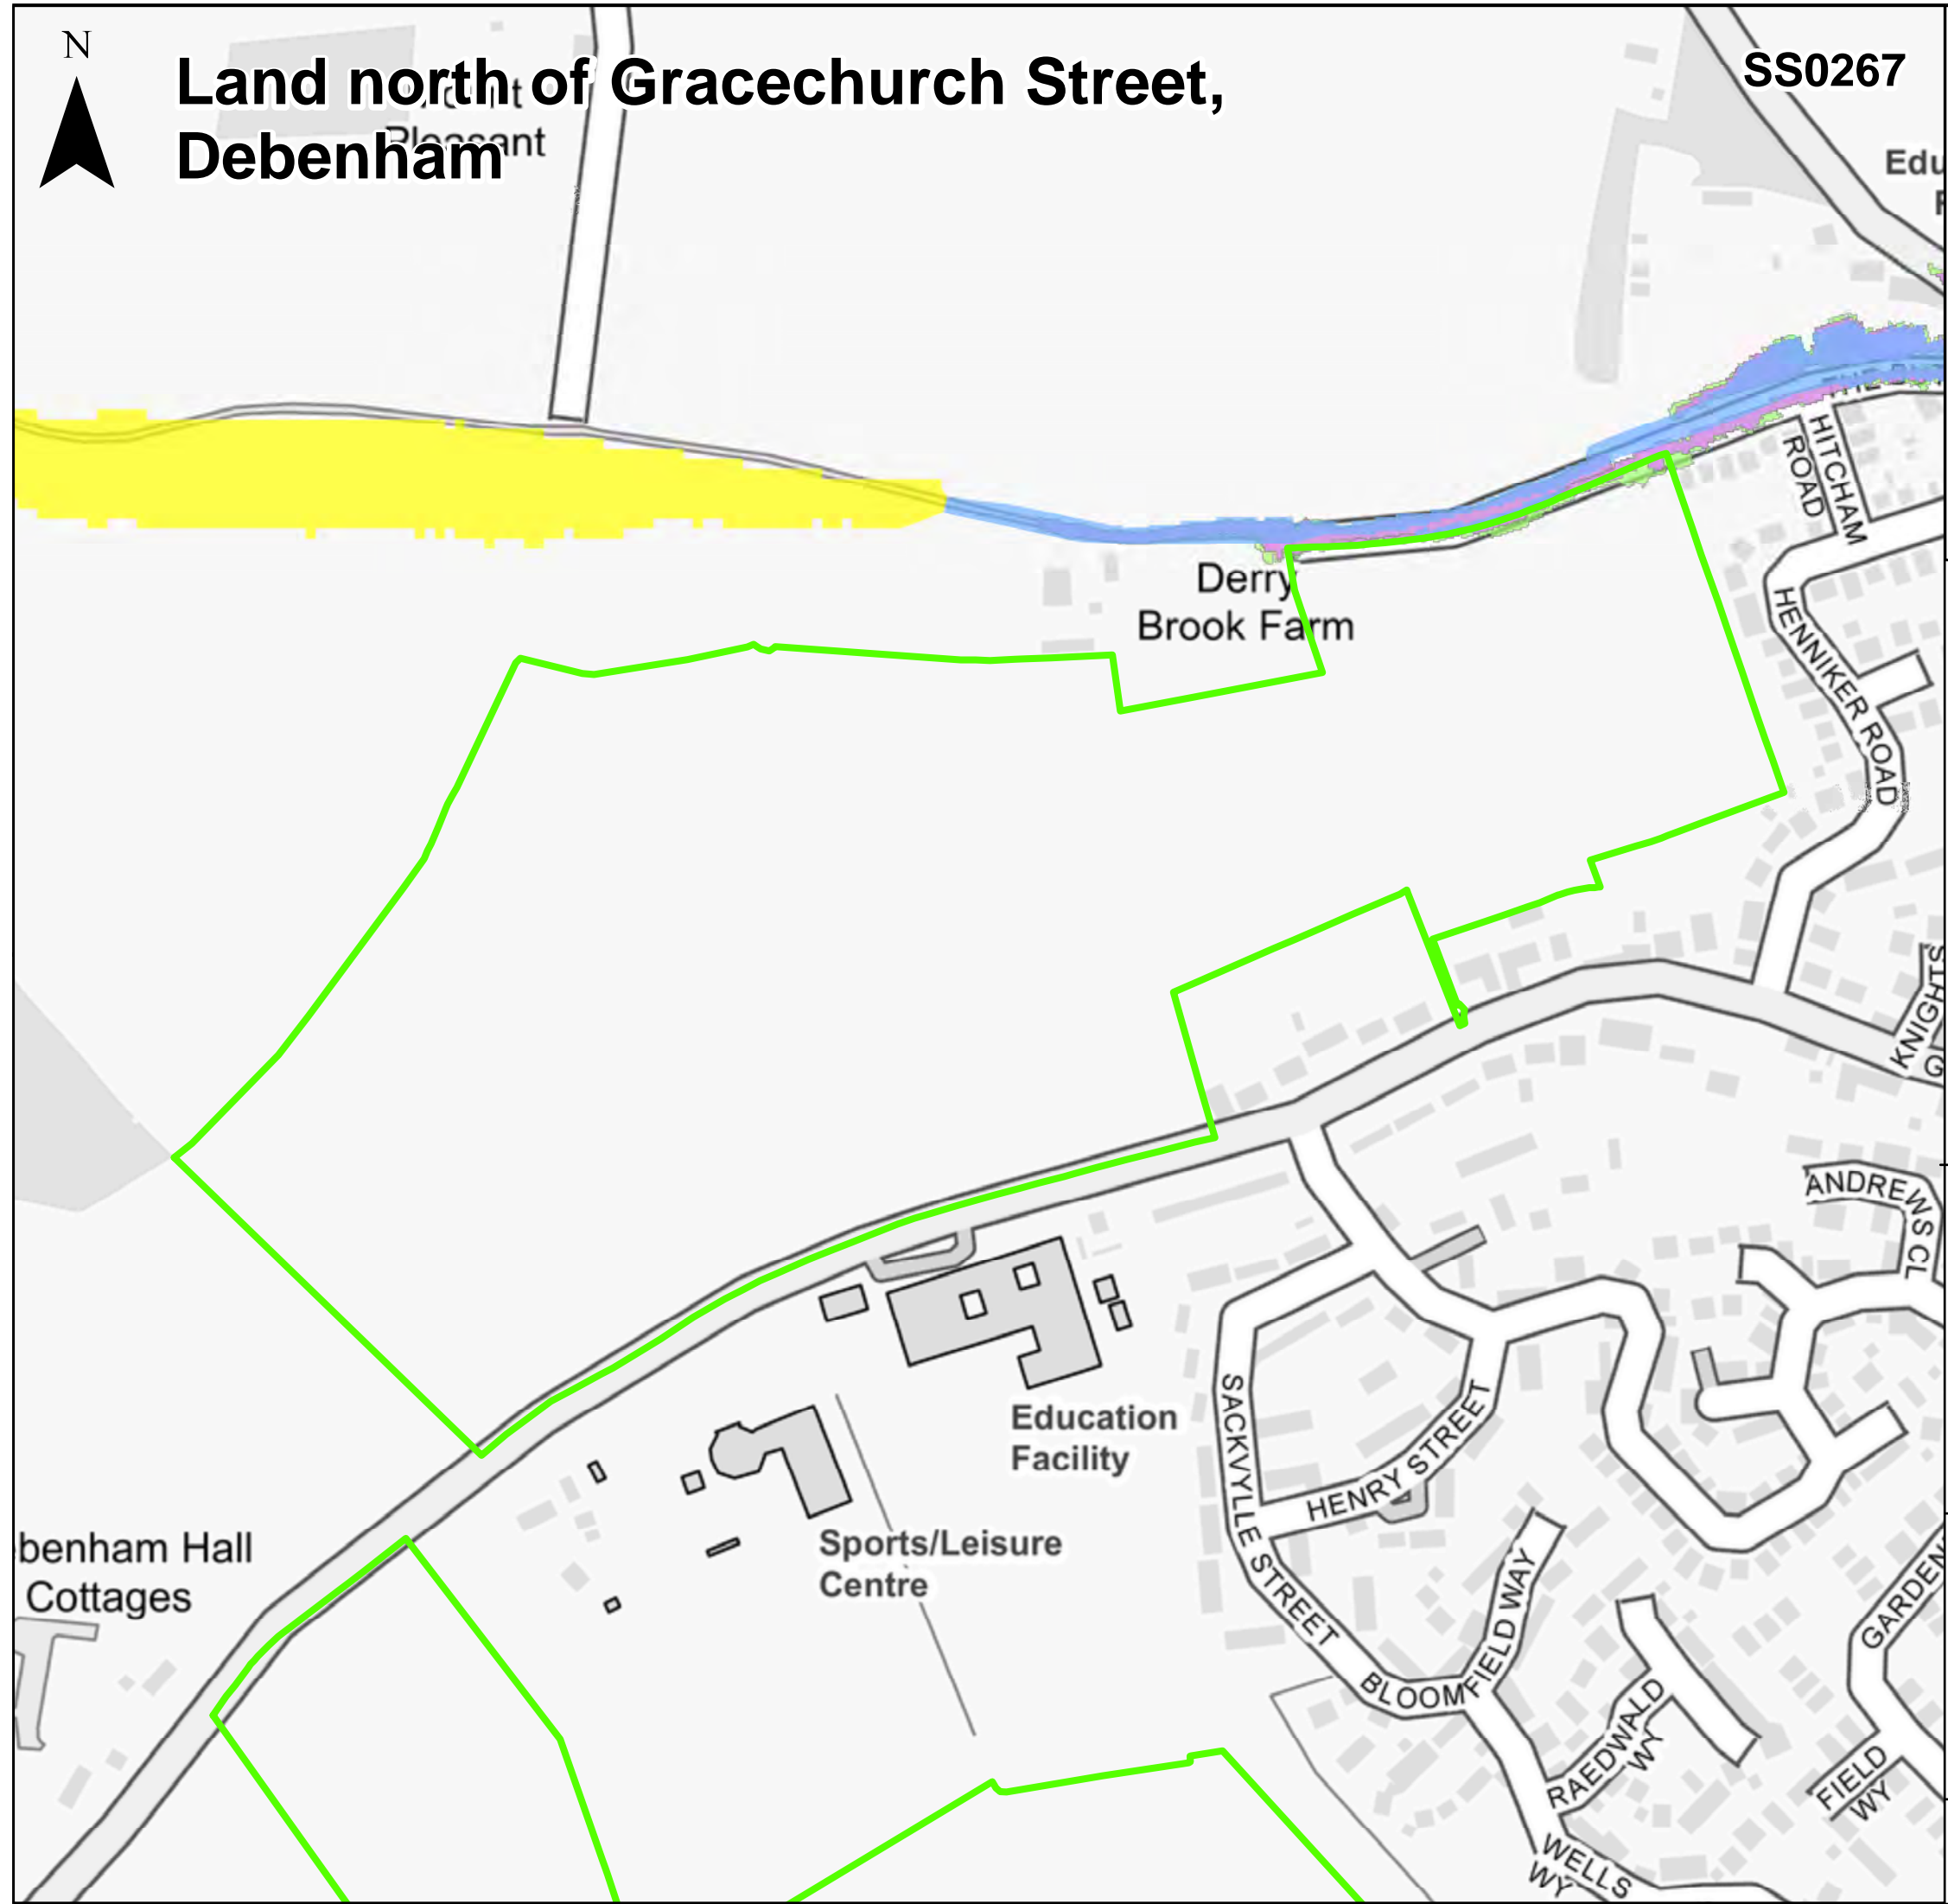 N
Land north of Gracechurch Street,
Debenham
SS0267
Pleasant
Edu
HITCHAM
ROAD
Derry
Brook Farm
HENNIKER ROAD
KNIGHTS
G
ANDREWS CL
Education
Facility
SACKVYLLE STREET
HENRY STREET
Sports/Leisure
Centre
benham Hall
Cottages
BLOOMFIELD WAY
GARDEN
RAEDWALD
WY
FIELD
WY
WELLS
WY